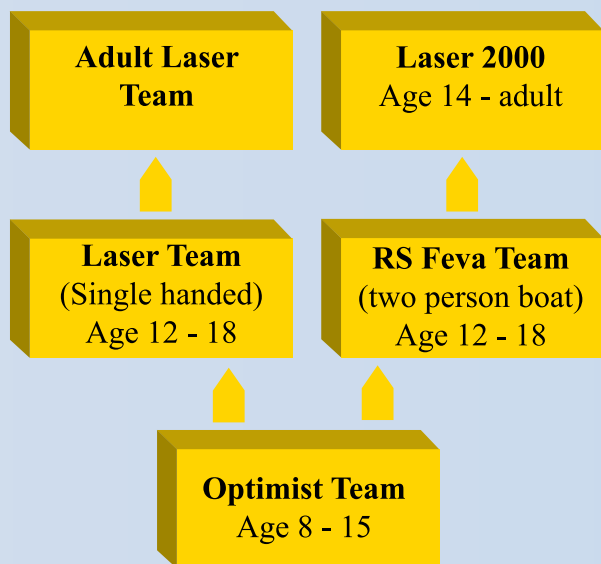 Adult Laser
Team
Laser 2000
Age 14 - adult
Laser Team
(Single handed)
Age 12 - 18
RS Feva Team
(two person boat)
Age 12 - 18
Optimist Team
Age 8 - 15